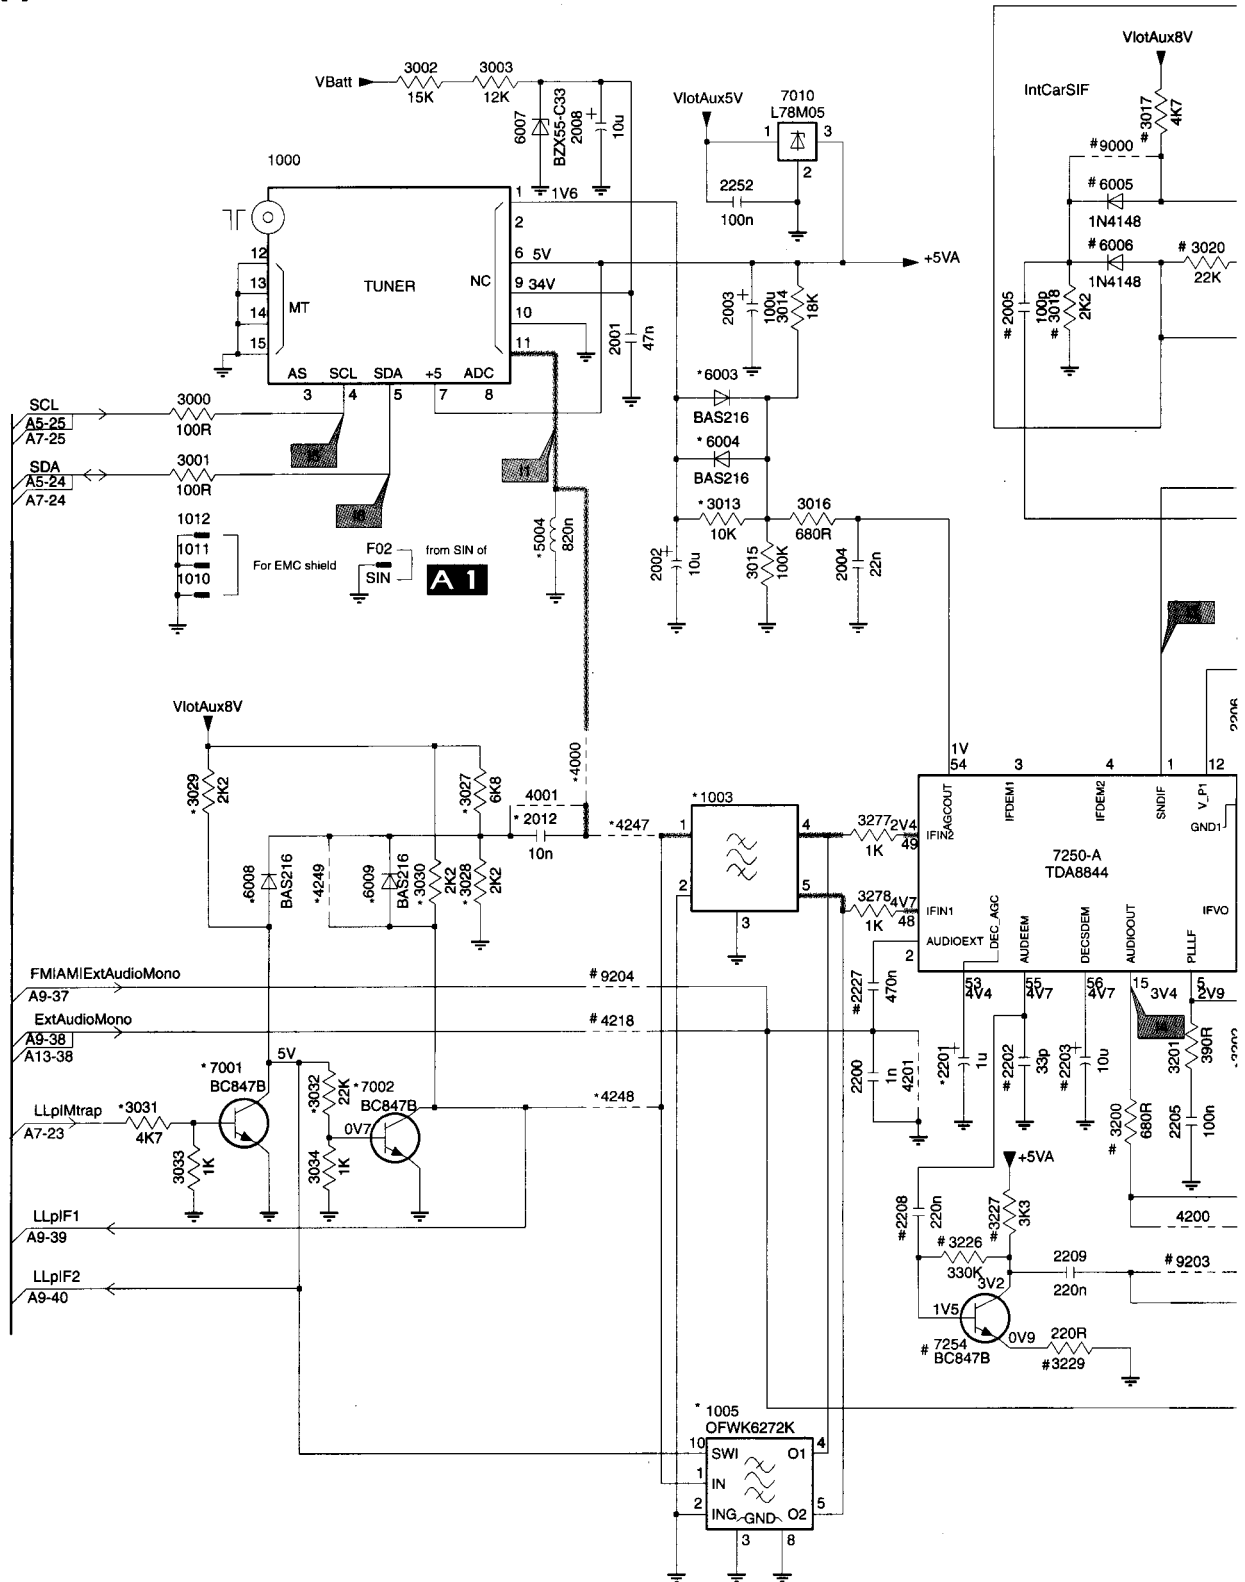 VlotAux8V
VBatt
3002
15K
3003
12K
6007
BZX55-C33
2008
+
10u
VlotAux5V
7010
L78M05
1
3
2
2252
100n
IntCarSIF
# 3017
4K7
# 9000
# 6005
1N4148
# 6006
1N4148
# 3020
22K
# 2005
100p
# 3018
2K2
1000
TUNER
MT
NC
12
13
14
15
1
1V6
2
6
5V
9
34V
10
11
AS
SCL
SDA
+5
ADC
3
4
5
7
8
2001
47n
2003
+
100u
3014
18K
+5VA
* 6003
BAS216
* 6004
BAS216
* 3013
10K
3016
680R
2002
+
10u
3015
100K
2004
22n
SCL
A5-25
A7-25
3000
100R
I5
SDA
A5-24
A7-24
3001
100R
I6
I1
* 5004
820n
1012
1011
1010
For EMC shield
F02
SIN
from SIN of
A 1
VlotAux8V
* 3029
2K2
* 3027
6K8
4001
* 2012
10n
* 4000
* 4247
* 6008
BAS216
* 4249
* 6009
BAS216
* 3030
2K2
* 3028
2K2
* 1003
1
2
3
4
5
3277
1K
2V4
49
3278
1K
4V7
48
1V
54
3
4
1
12
2206
AGCOUT
IFDEM1
IFDEM2
SNDIF
V_P1
GND1
IFIN2
7250-A
TDA8844
IFIN1
IFVO
AUDIOEXT
2
DEC_AGC
AUDEEM
DECSDEM
AUDIOOUT
PLLLF
53
4V4
55
4V7
56
4V7
15
3V4
5
2V9
FMIAMIExtAudioMono
A9-37
# 9204
ExtAudioMono
A9-38
A13-38
# 4218
# 2227
470n
2200
1n
4201
* 2201
+
1u
# 2202
33p
# 2203
+
10u
3201
390R
* 3202
# 3200
680R
2205
100n
5V
* 7001
BC847B
* 3032
22K
* 7002
BC847B
* 4248
LLpIMtrap
A7-23
* 3031
4K7
3033
1K
0V7
3034
1K
LLpIF1
A9-39
LLpIF2
A9-40
+5VA
# 2208
220n
# 3227
3K3
# 3226
330K
3V2
2209
220n
4200
# 9203
1V5
# 7254
BC847B
0V9
220R
# 3229
* 1005
OFWK6272K
10
SWI
O1
4
1
IN
2
ING
GND
O2
5
3
8